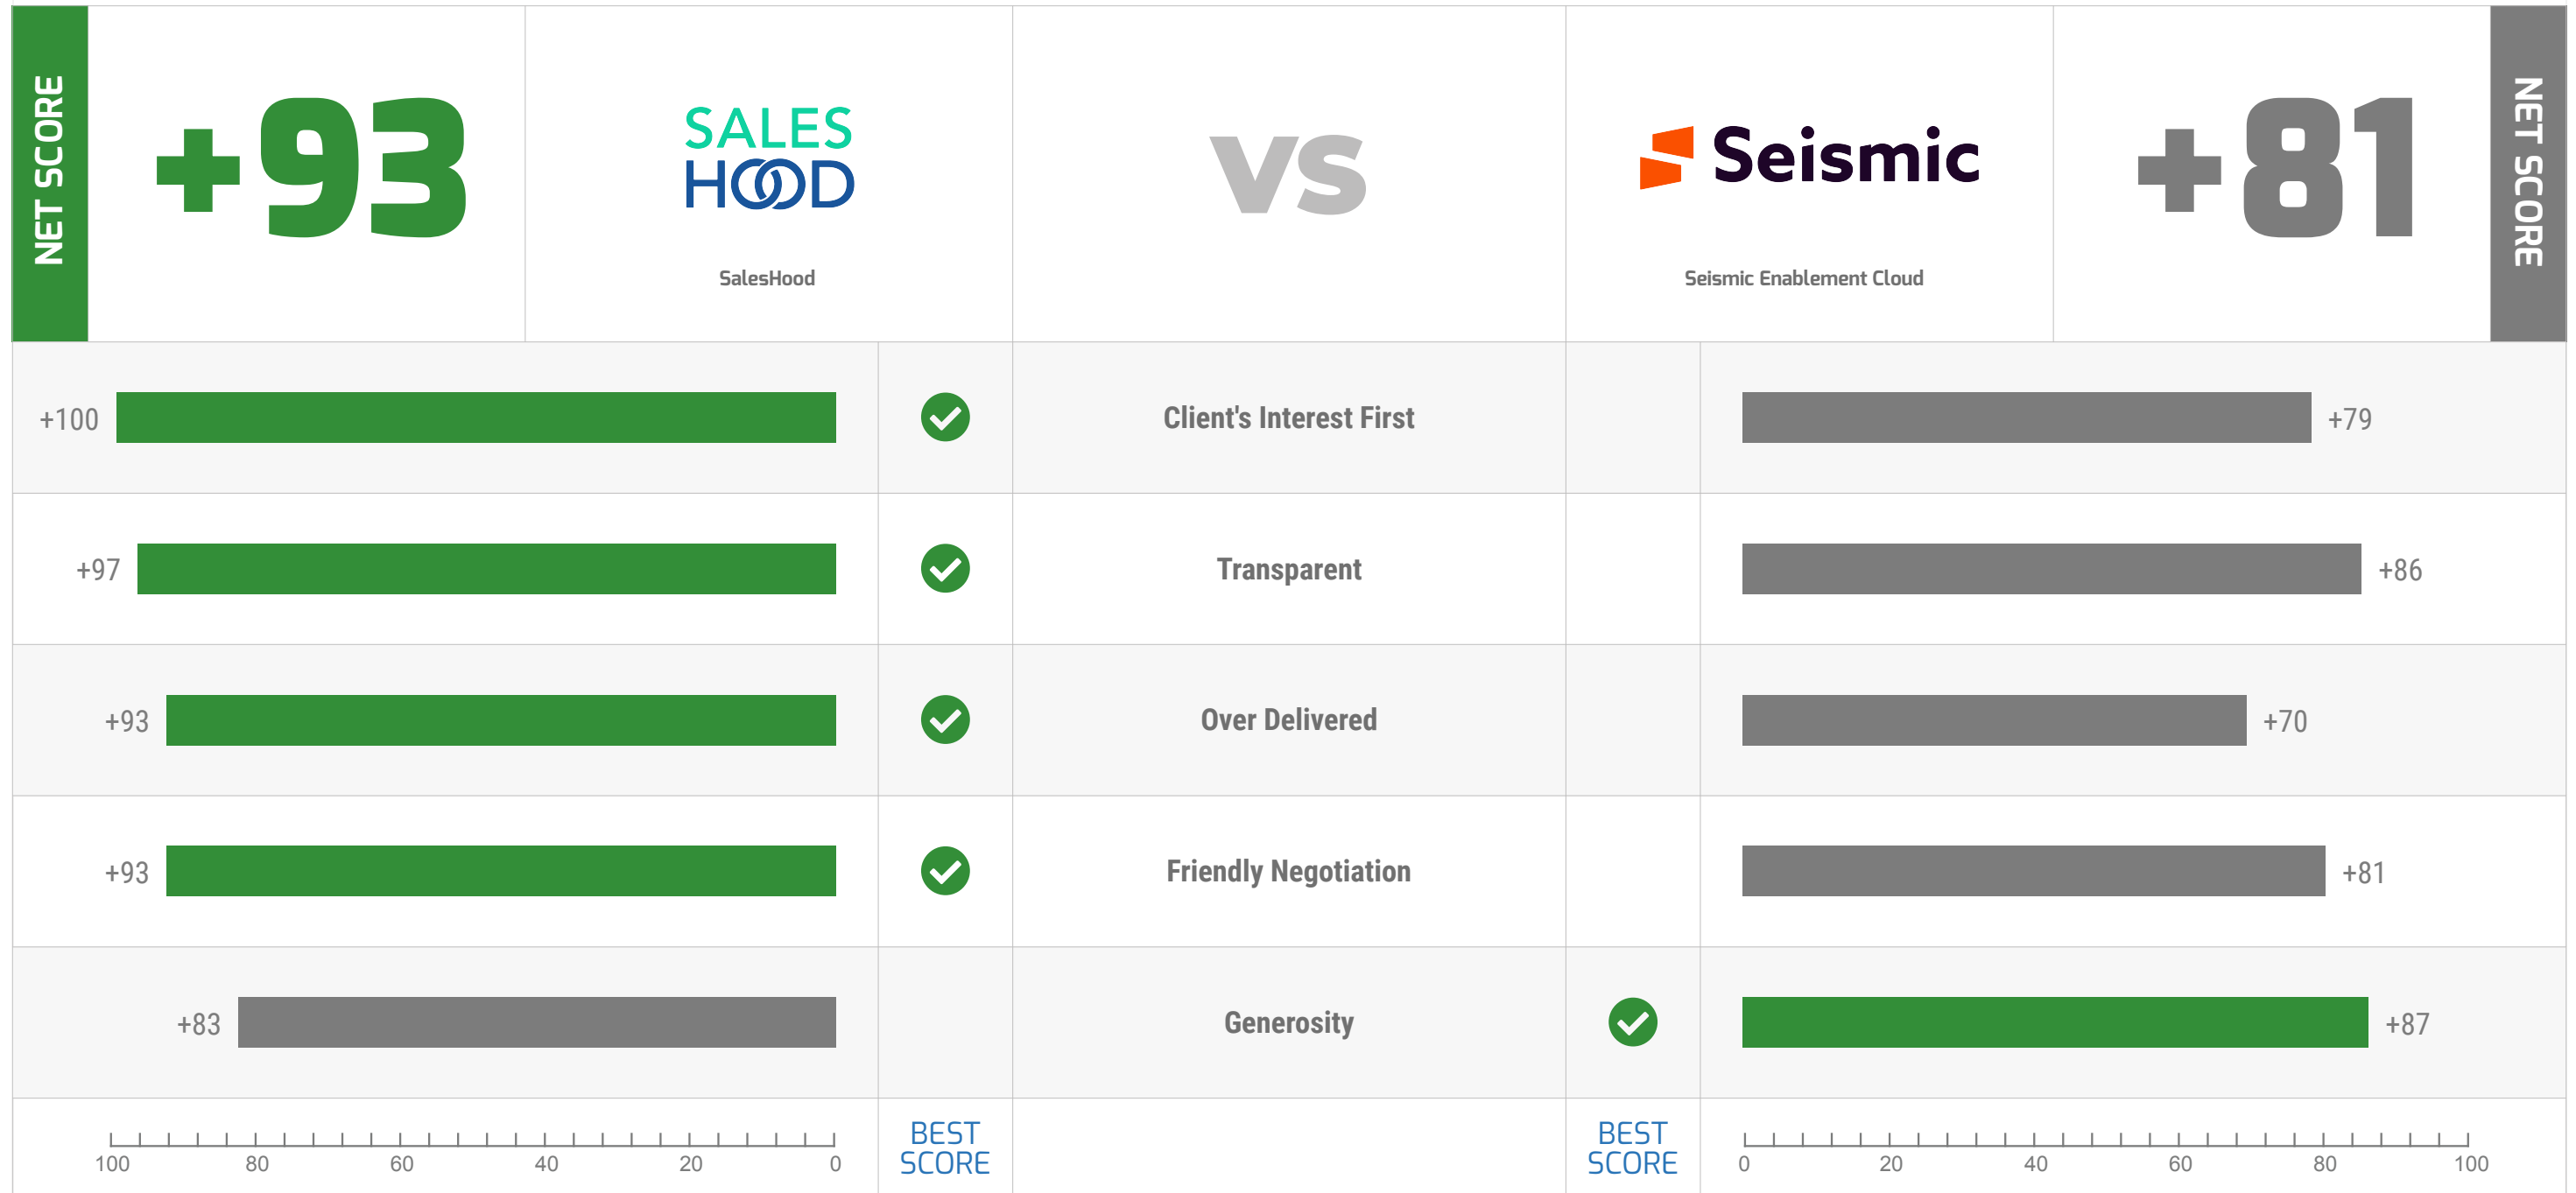 NET SCORE
+93
SALES
HOOD
SalesHood
VS
Seismic
Seismic Enablement Cloud
+81
NET SCORE
+100
Client's Interest First
+79
+97
Transparent
+86
+93
Over Delivered
+70
+93
Friendly Negotiation
+81
+83
Generosity
+87
100 80 60 40 20 0
BEST
SCORE
BEST
SCORE
0 20 40 60 80 100